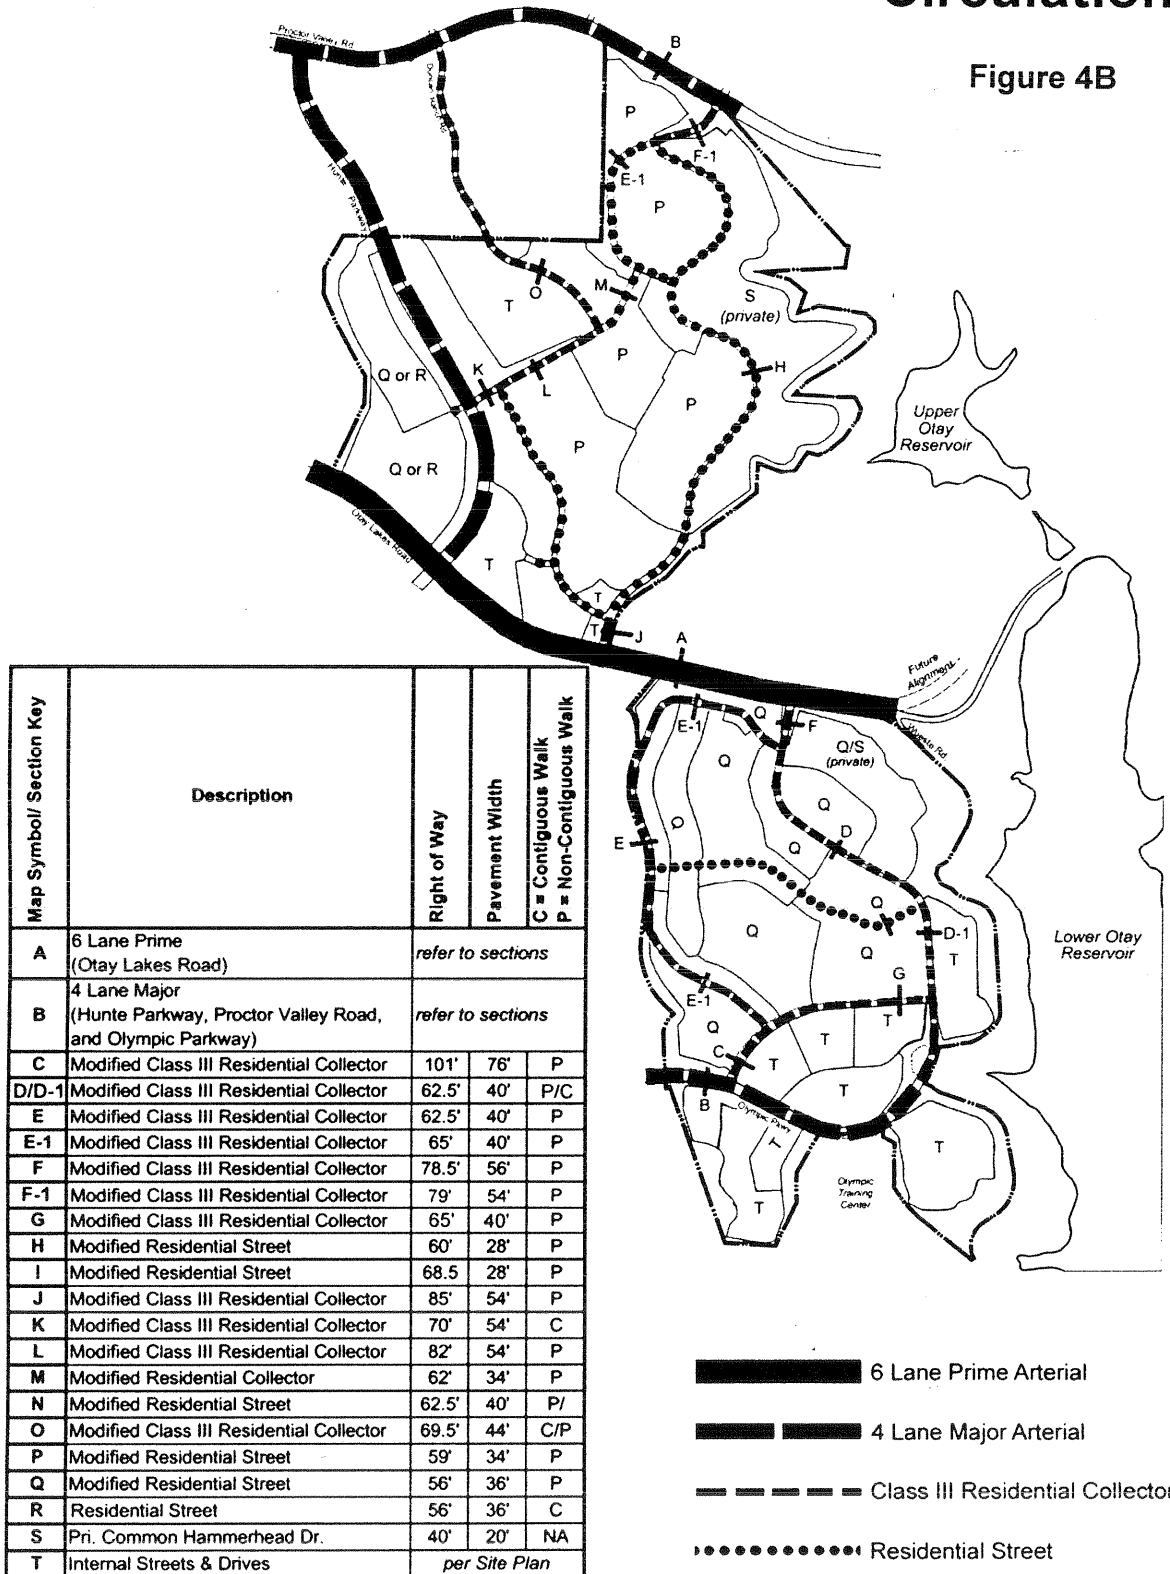 Circulation
Figure 4B
Proctor Valley Rd
B
Hunte Parkway
P
F-1
E-1
P
O
M
S
(private)
T
K
L
P
H
Q or R
P
P
Q or R
Upper
Otay
Reservoir
Otay Lakes Road
T
T
T
J
A
Future
Alignment
Wueste Rd
E-1
Q
F
Q
Q/S
(private)
Q
Q
D
E
Q
Q
Q
Q
D-1
T
G
Lower Otay
Reservoir
E-1
Q
T
T
C
T
T
B
Olympic Pkwy
T
T
T
Olympic
Training
Center
Map Symbol/ Section Key
Description
Right of Way
Pavement Width
C = Contiguous Walk
P = Non-Contiguous Walk
A 6 Lane Prime
(Otay Lakes Road) refer to sections
B 4 Lane Major
(Hunte Parkway, Proctor Valley Road, refer to sections
and Olympic Parkway)
C Modified Class III Residential Collector 101' 76' P
D/D-1 Modified Class III Residential Collector 62.5' 40' P/C
E Modified Class III Residential Collector 62.5' 40' P
E-1 Modified Class III Residential Collector 65' 40' P
F Modified Class III Residential Collector 78.5' 56' P
F-1 Modified Class III Residential Collector 79' 54' P
G Modified Class III Residential Collector 65' 40' P
H Modified Residential Street 60' 28' P
I Modified Residential Street 68.5 28' P
J Modified Class III Residential Collector 85' 54' P
K Modified Class III Residential Collector 70' 54' C
L Modified Class III Residential Collector 82' 54' P
M Modified Residential Collector 62' 34' P
N Modified Residential Street 62.5' 40' P/
O Modified Class III Residential Collector 69.5' 44' C/P
P Modified Residential Street 59' 34' P
Q Modified Residential Street 56' 36' P
R Residential Street 56' 36' C
S Pri. Common Hammerhead Dr. 40' 20' NA
T Internal Streets & Drives per Site Plan
6 Lane Prime Arterial
4 Lane Major Arterial
Class III Residential Collector
Residential Street